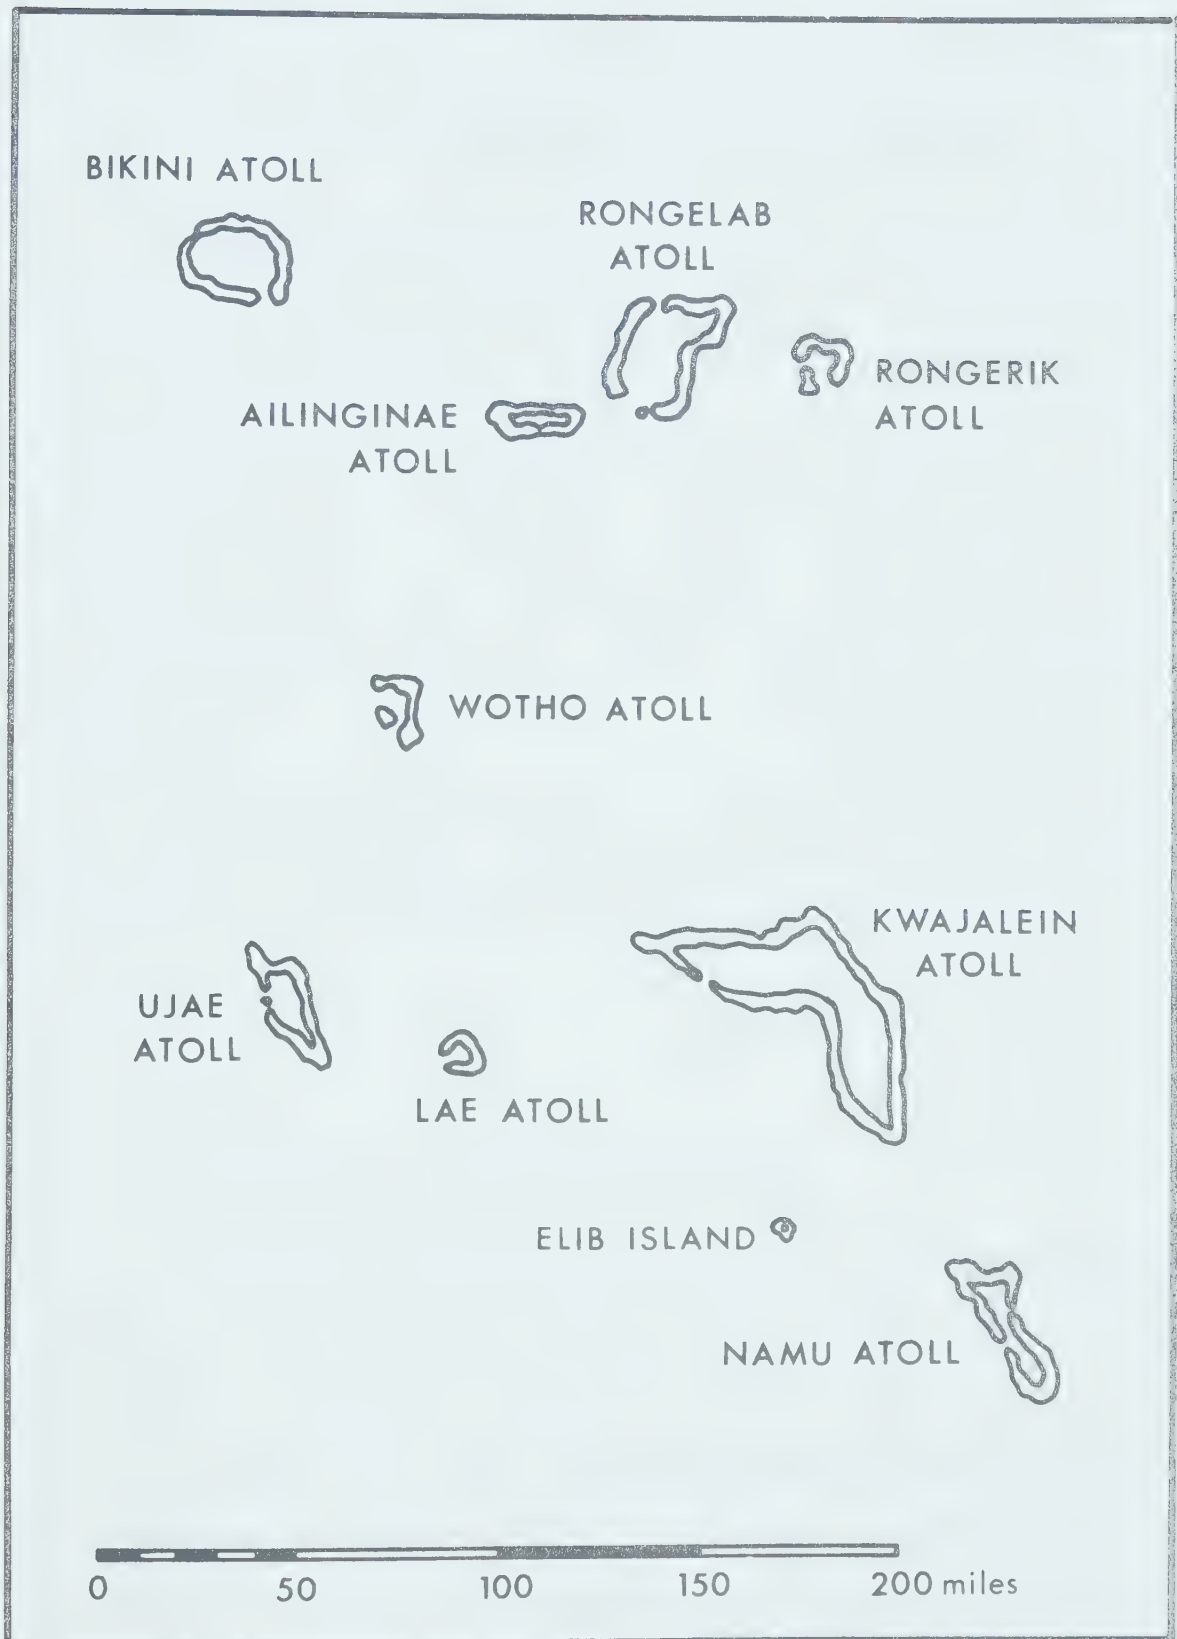 BIKINI ATOLL
RONGELAB
ATOLL
RONGERIK
ATOLL
AILINGINAE
ATOLL
WOTHO ATOLL
KWAJALEIN
ATOLL
UJAE
ATOLL
LAE ATOLL
ELIB ISLAND
NAMU ATOLL
0 50 100 150 200 miles